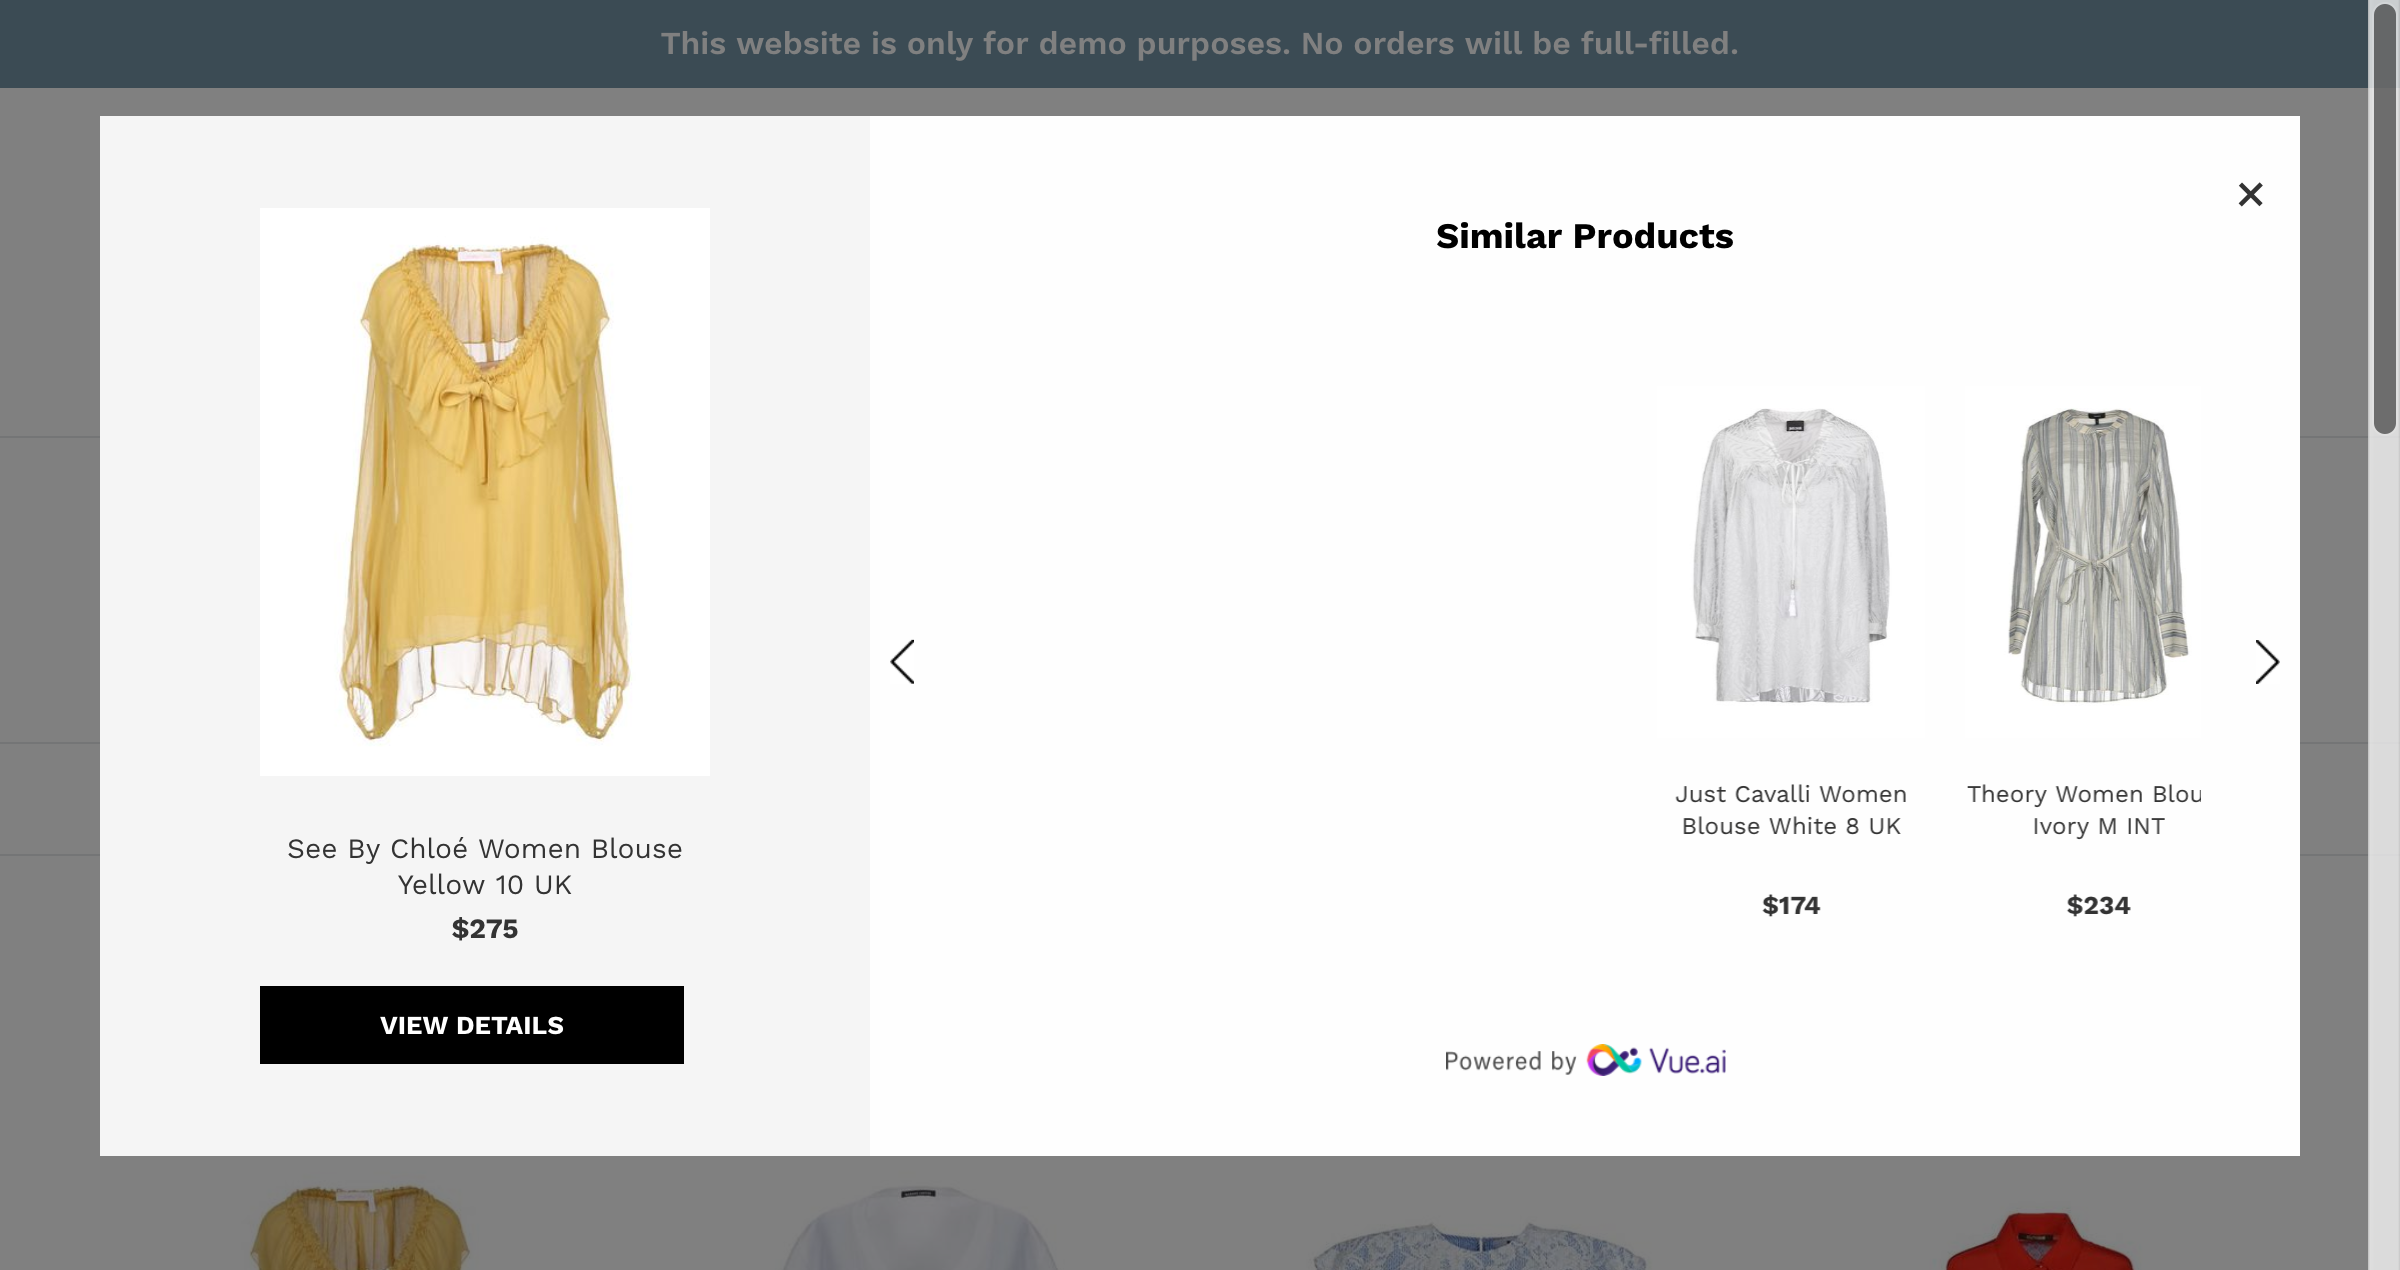 This website is only for demo purposes. No orders will be full-filled.
Similar Products
See By Chloé Women Blouse
Yellow 10 UK
$275
VIEW DETAILS
Just Cavalli Women
Blouse White 8 UK
$174
Theory Women Blou
Ivory M INT
$234
Powered by Vue.ai